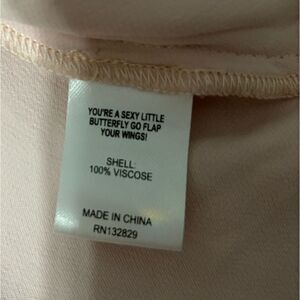 YOU'RE A SEXY LITTLE
BUTTERFLY GO FLAP
YOUR WINGS!
SHELL:
100% VISCOSE
MADE IN CHINA
RN132829